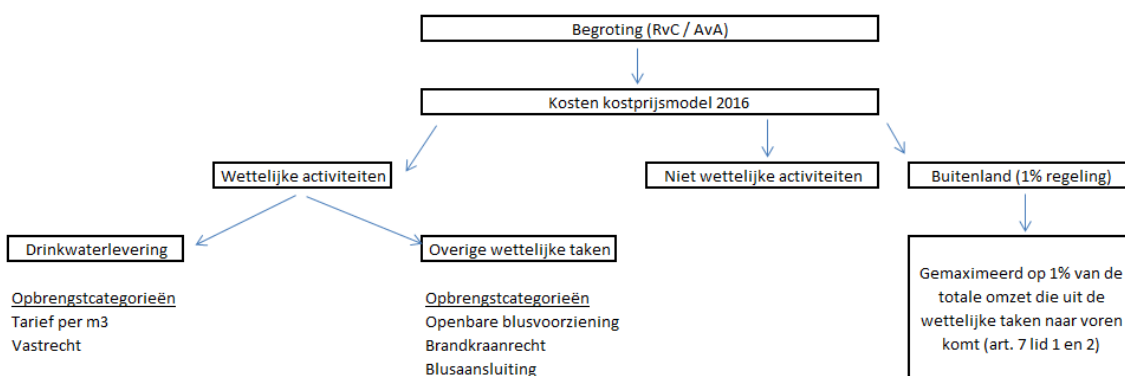 Begroting (RvC / AvA)
Kosten kostprijsmodel 2016
Wettelijke activiteiten
Niet wettelijke activiteiten
Buitenland (1% regeling)
Drinkwaterlevering
Overige wettelijke taken
Opbrengstcategorieën
Tarief per m3
Vastrecht
Opbrengstcategorieën
Openbare blusvoorziening
Brandkraanrecht
Blusaansluiting
Gemaximeerd op 1% van de
totale omzet die uit de
wettelijke taken naar voren
komt (art. 7 lid 1 en 2)